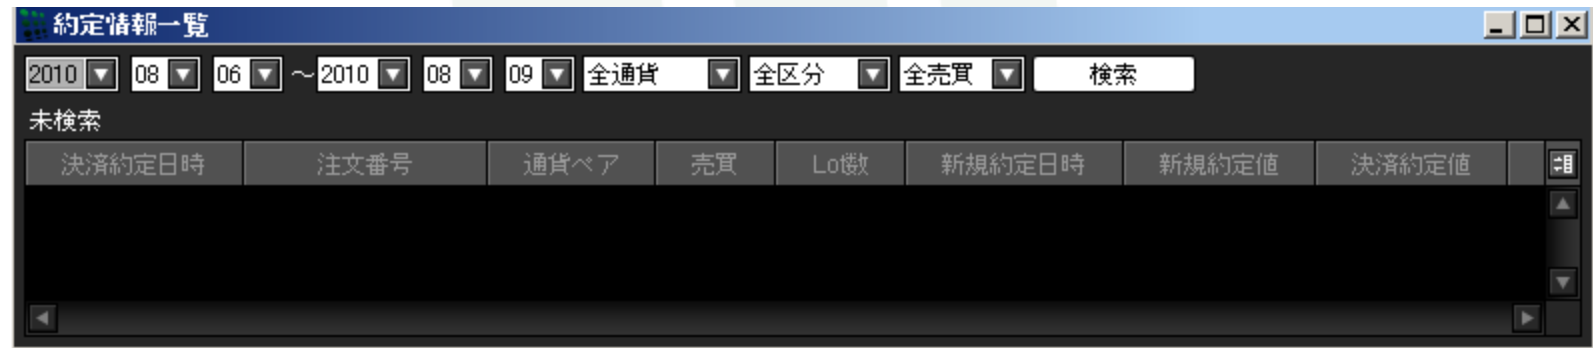 約定情報一覧
2010 08 06 ～ 2010 08 09 全通貨 全区分 全売買 検索
未検索
決済約定日時 注文番号 通貨ペア 売買 Lot数 新規約定日時 新規約定値 決済約定値